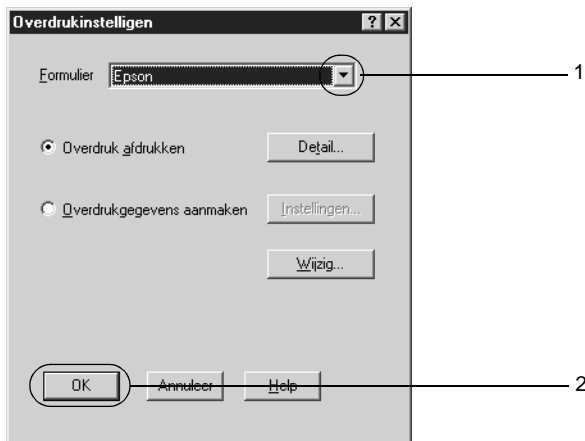 Overdrukinstelligen
Formulier Epson 1
Overdruk afdrukken Detail...
Overdrukgegevens aanmaken Instellingen...
Wijzig...
OK Annuleer Help 2